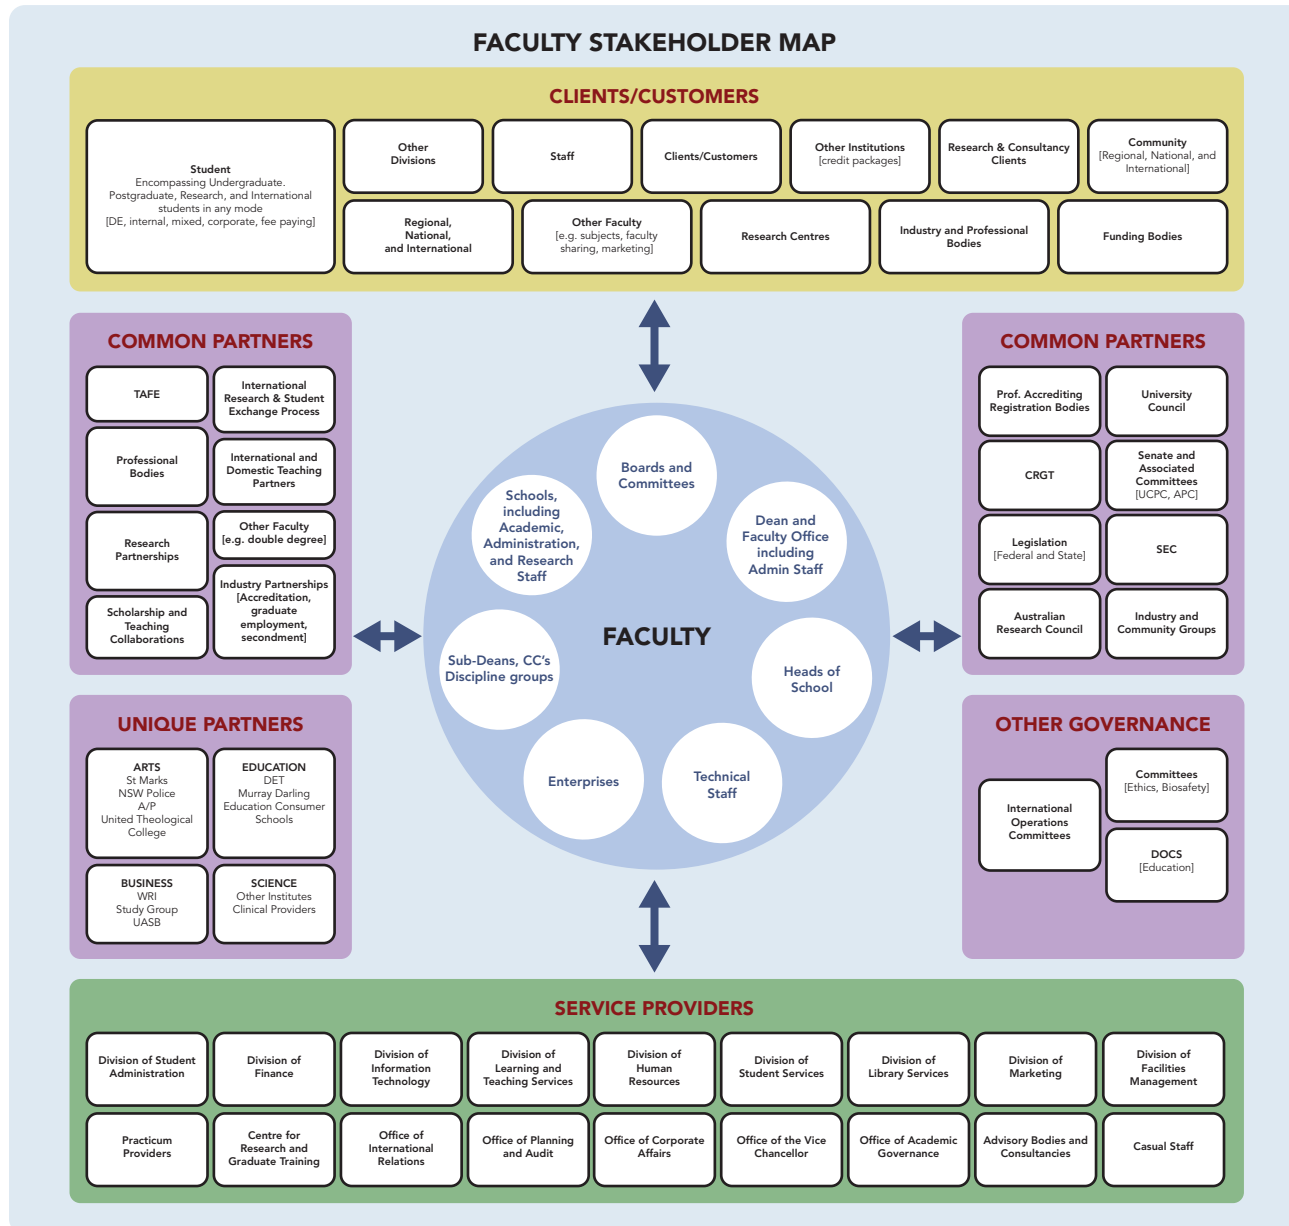 FACULTY STAKEHOLDER MAP
CLIENTS/CUSTOMERS
Student
Encompassing Undergraduate.
Postgraduate, Research, and International
students in any mode
[DE, internal, mixed, corporate, fee paying]
Other
Divisions
Staff
Clients/Customers
Other Institutions
[credit packages]
Research & Consultancy
Clients
Community
[Regional, National, and
International]
Regional,
National,
and International
Other Faculty
[e.g. subjects, faculty
sharing, marketing]
Research Centres
Industry and Professional
Bodies
Funding Bodies
COMMON PARTNERS
TAFE
International
Research & Student
Exchange Process
Professional
Bodies
International and
Domestic Teaching
Partners
Research
Partnerships
Other Faculty
[e.g. double degree]
Scholarship and
Teaching
Collaborations
Industry Partnerships
[Accreditation,
graduate
employment,
secondment]
Boards and
Committees
Schools,
including
Academic,
Administration,
and Research
Staff
Dean and
Faculty Office
including
Admin Staff
FACULTY
Sub-Deans, CC's
Discipline groups
Heads of
School
Enterprises
Technical
Staff
COMMON PARTNERS
Prof. Accrediting
Registration Bodies
University
Council
CRGT
Senate and
Associated
Committees
[UCPC, APC]
Legislation
[Federal and State]
SEC
Australian
Research Council
Industry and
Community Groups
UNIQUE PARTNERS
ARTS
St Marks
NSW Police
A/P
United Theological
College
EDUCATION
DET
Murray Darling
Education Consumer
Schools
BUSINESS
WRI
Study Group
UASB
SCIENCE
Other Institutes
Clinical Providers
OTHER GOVERNANCE
International
Operations
Committees
Committees
[Ethics, Biosafety]
DOCS
[Education]
SERVICE PROVIDERS
Division of Student
Administration
Division of
Finance
Division of
Information
Technology
Division of
Learning and
Teaching Services
Division of
Human
Resources
Division of
Student Services
Division of
Library Services
Division of
Marketing
Division of
Facilities
Management
Practicum
Providers
Centre for
Research and
Graduate Training
Office of
International
Relations
Office of Planning
and Audit
Office of Corporate
Affairs
Office of the Vice
Chancellor
Office of Academic
Governance
Advisory Bodies and
Consultancies
Casual Staff